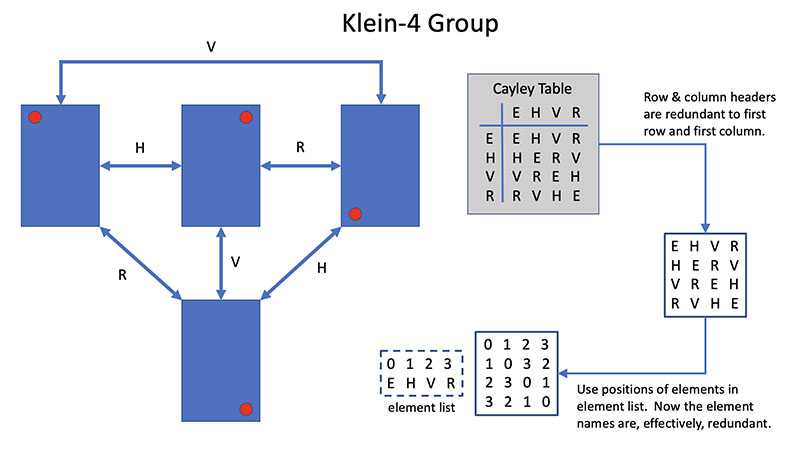 Klein-4 Group
V
H
R
R
V
H
Cayley Table
E H V R
E E H V R
H H E R V
V V R E H
R R V H E
Row & column headers
are redundant to first
row and first column.
E H V R
H E R V
V R E H
R V H E
0 1 2 3
E H V R
element list
0 1 2 3
1 0 3 2
2 3 0 1
3 2 1 0
Use positions of elements in
element list. Now the element
names are, effectively, redundant.